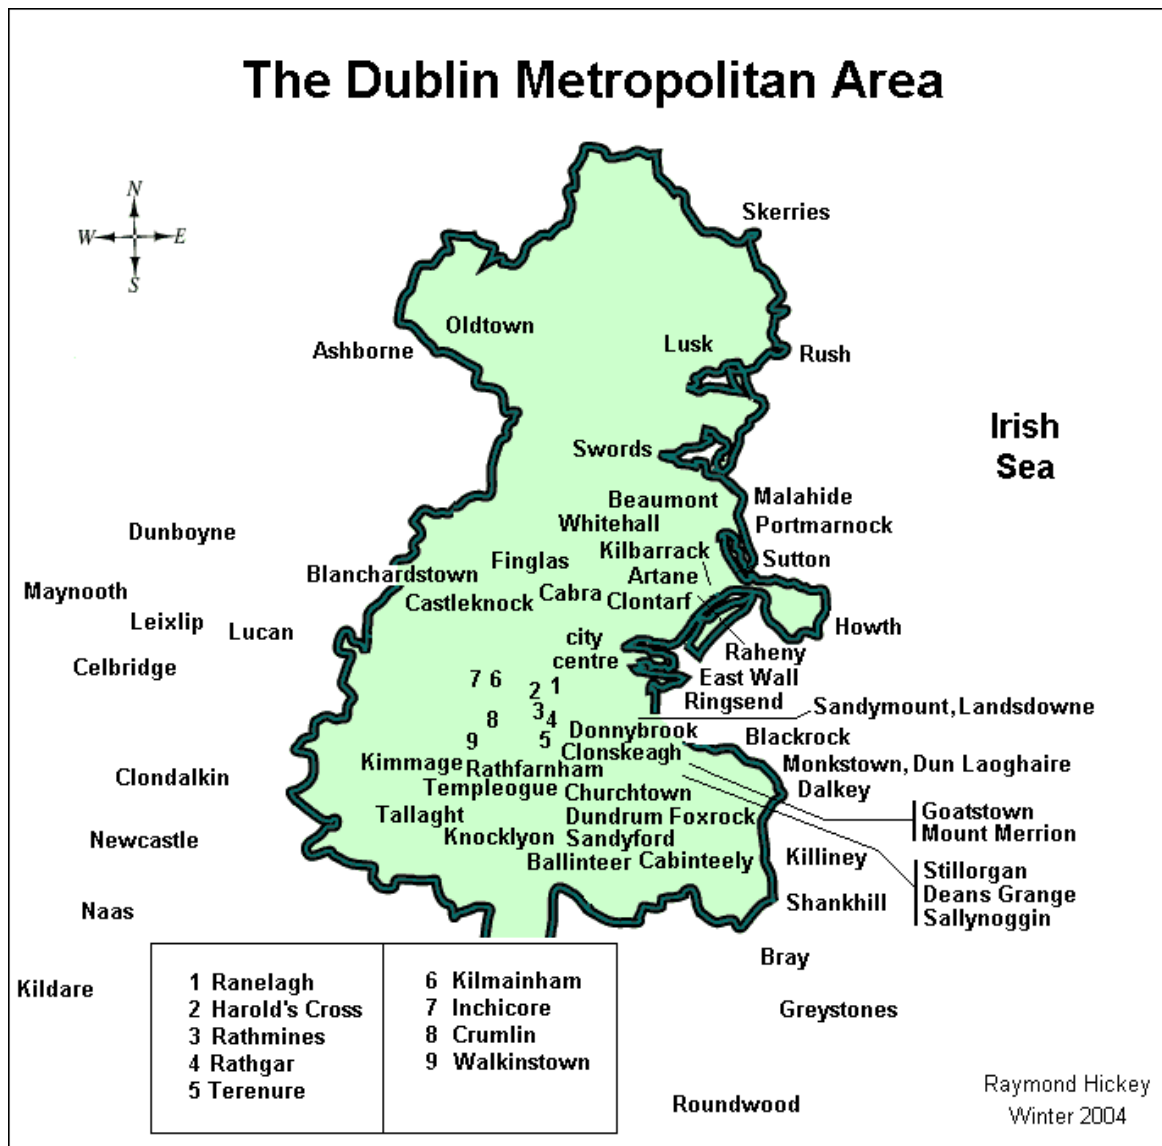 The Dublin Metropolitan Area
N
W E
S
Skerries
Oldtown
Ashborne
Lusk
Rush
Irish
Sea
Swords
Beaumont
Malahide
Whitehall
Portmarnock
Dunboyne
Kilbarrack
Finglas
Sutton
Blanchardstown
Artane
Maynooth
Castleknock
Cabra
Clontarf
Leixlip
Lucan
Howth
city
centre
Raheny
Celbridge
East Wall
7 6
2 1
Ringsend
3
Sandymount, Landsdowne
8
4
Donnybrook
Blackrock
9
5
Clonskeagh
Kimmage
Rathfarnham
Monkstown, Dun Laoghaire
Clondalkin
Templeogue
Churchtown
Dalkey
Tallaght
Dundrum Foxrock
Goatstown
Mount Merrion
Newcastle
Knocklyon
Sandyford
Ballinteer
Cabinteely
Killiney
Stillorgan
Deans Grange
Sallynoggin
Shankhill
Naas
Bray
Kildare
Greystones
1 Ranelagh
2 Harold's Cross
3 Rathmines
4 Rathgar
5 Terenure
6 Kilmainham
7 Inchicore
8 Crumlin
9 Walkinstown
Roundwood
Raymond Hickey
Winter 2004